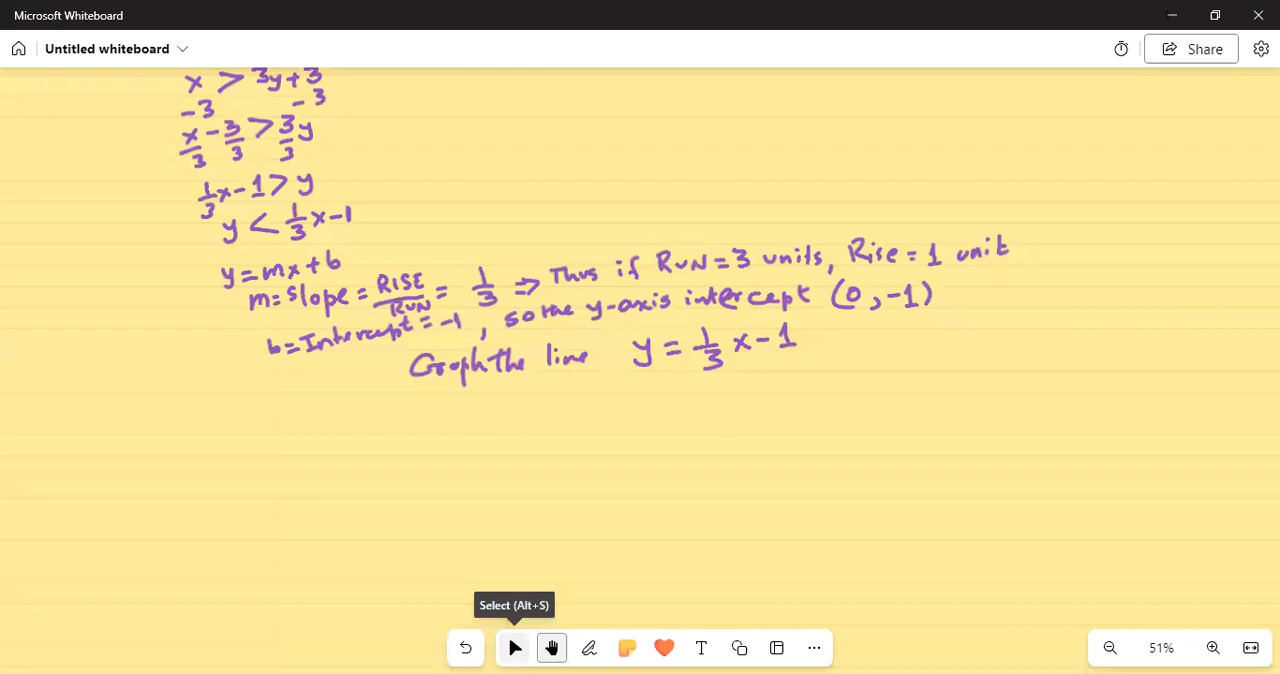 Microsoft Whiteboard
Untitled whiteboard
Share
x > 3y + 3
-3 -3
x/3 - 3/3 > 3/3 y
1/3 x - 1 > y
y < 1/3 x - 1
y = mx + b
m = Slope = RISE/RUN = 1/3 ⇒ Thus if RUN = 3 units, Rise = 1 unit
b = Intercept = -1, so the y-axis intercept (0, -1)
Graph the line y = 1/3 x - 1
Select (Alt+S)
51%